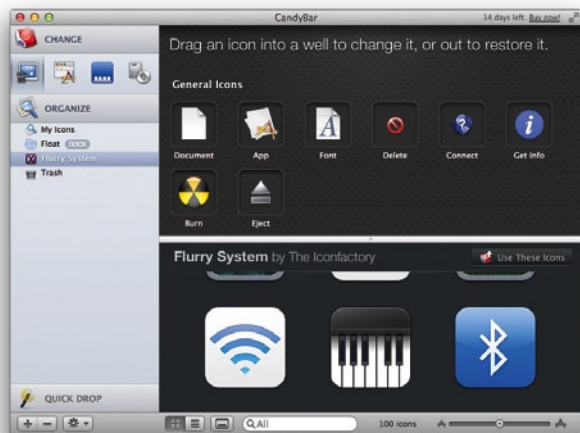 CandyBar
14 days left. Buy now!
CHANGE
ORGANIZE
My Icons
Float DOCK
Flurry System
Trash
QUICK DROP
Drag an icon into a well to change it, or out to restore it.
General Icons
Document
App
Font
Delete
Connect
Get Info
Burn
Eject
Flurry System by The Iconfactory
Use These Icons
All
100 icons